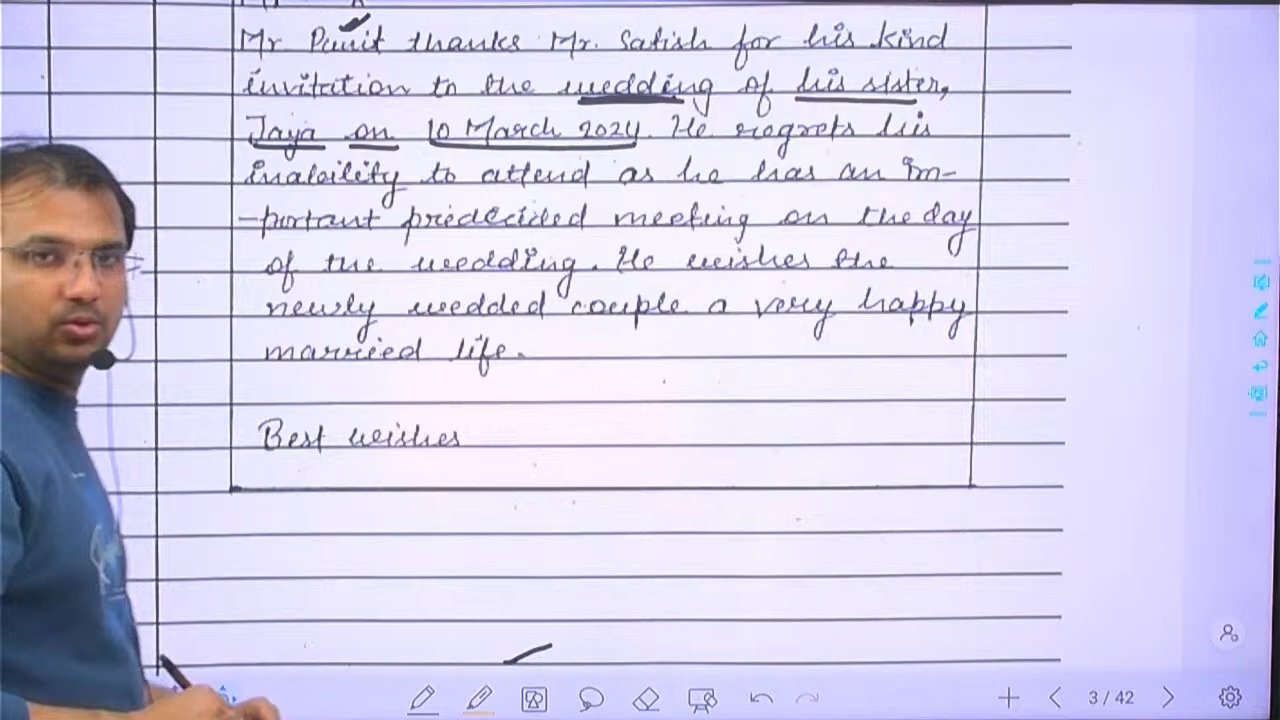 Mr Punit thanks Mr. Satish for his kind
invitation to the wedding of his sister,
Jaya on 10 March 2024. He regrets his
inability to attend as he has an im-
-portant predecided meeting on the day
of the wedding. He wishes the
newly wedded couple a very happy
married life.
Best wishes
3 / 42